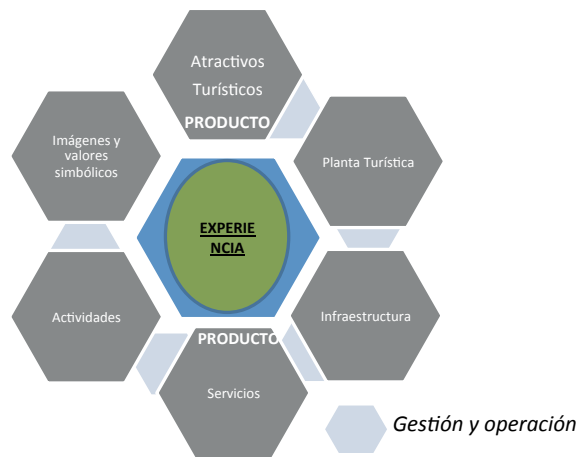 Atractivos
Turísticos
PRODUCTO
Imágenes y
valores
simbólicos
Planta Turística
EXPERIE
NCIA
Actividades
Infraestructura
PRODUCTO
Servicios
Gestión y operación